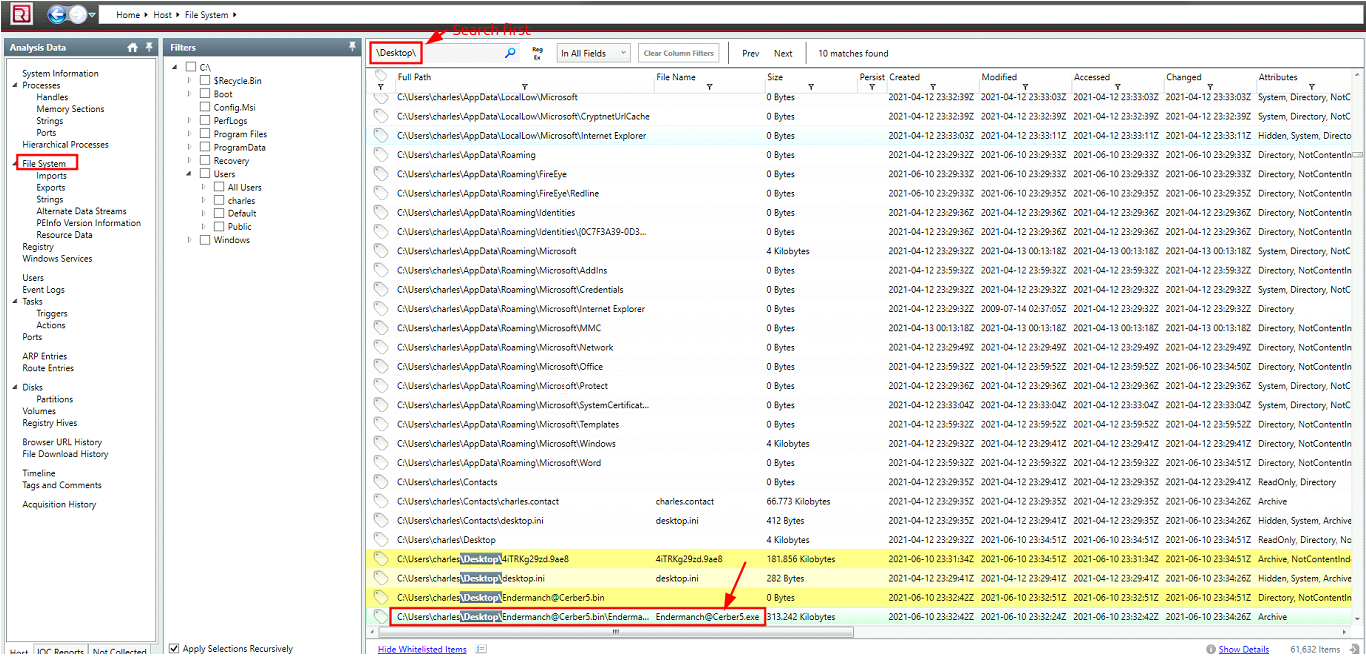 Home Host File System
Search first
Analysis Data
System Information
Processes
Handles
Memory Sections
Strings
Ports
Hierarchical Processes
File System
Imports
Exports
Strings
Alternate Data Streams
PEInfo Version Information
Resource Data
Registry
Windows Services
Users
Event Logs
Tasks
Triggers
Actions
Ports
ARP Entries
Route Entries
Disks
Partitions
Volumes
Registry Hives
Browser URL History
File Download History
Timeline
Tags and Comments
Acquisition History
Host IOC Reports Not Collected
Filters
C:\
$Recycle.Bin
Boot
Config.Msi
PerfLogs
Program Files
ProgramData
Recovery
Users
All Users
charles
Default
Public
Windows
Apply Selections Recursively
\Desktop\ Reg Ex In All Fields Clear Column Filters Prev Next 10 matches found
Full Path File Name Size Persist Created Modified Accessed Changed Attributes
C:\Users\charles\AppData\LocalLow\Microsoft 0 Bytes 2021-04-12 23:32:39Z 2021-04-12 23:33:03Z 2021-04-12 23:33:03Z 2021-04-12 23:33:03Z System, Directory, NotC
C:\Users\charles\AppData\LocalLow\Microsoft\CryptnetUrlCache 0 Bytes 2021-04-12 23:32:39Z 2021-04-12 23:32:39Z 2021-04-12 23:32:39Z 2021-04-12 23:32:39Z System, Directory, NotC
C:\Users\charles\AppData\LocalLow\Microsoft\Internet Explorer 0 Bytes 2021-04-12 23:33:03Z 2021-04-12 23:33:11Z 2021-04-12 23:33:11Z 2021-04-12 23:33:11Z Hidden, System, Directo
C:\Users\charles\AppData\Roaming 0 Bytes 2021-04-12 23:29:32Z 2021-06-10 23:29:33Z 2021-06-10 23:29:33Z 2021-06-10 23:29:33Z Directory, NotContentIn
C:\Users\charles\AppData\Roaming\FireEye 0 Bytes 2021-06-10 23:29:33Z 2021-06-10 23:29:33Z 2021-06-10 23:29:33Z 2021-06-10 23:29:33Z Directory, NotContentIn
C:\Users\charles\AppData\Roaming\FireEye\Redline 0 Bytes 2021-06-10 23:29:33Z 2021-06-10 23:29:35Z 2021-06-10 23:29:35Z 2021-06-10 23:29:35Z Directory, NotContentIn
C:\Users\charles\AppData\Roaming\Identities 0 Bytes 2021-04-12 23:29:36Z 2021-04-12 23:29:36Z 2021-04-12 23:29:36Z 2021-04-12 23:29:36Z Directory, NotContentIn
C:\Users\charles\AppData\Roaming\Identities\{0C7F3A39-0D3... 0 Bytes 2021-04-12 23:29:36Z 2021-04-12 23:29:36Z 2021-04-12 23:29:36Z 2021-04-12 23:29:36Z Directory, NotContentIn
C:\Users\charles\AppData\Roaming\Microsoft 4 Kilobytes 2021-04-12 23:29:32Z 2021-04-13 00:13:18Z 2021-04-13 00:13:18Z 2021-04-13 00:13:18Z System, Directory, NotC
C:\Users\charles\AppData\Roaming\Microsoft\AddIns 0 Bytes 2021-04-12 23:59:32Z 2021-04-12 23:59:32Z 2021-04-12 23:59:32Z 2021-04-12 23:59:32Z Directory, NotContentIn
C:\Users\charles\AppData\Roaming\Microsoft\Credentials 0 Bytes 2021-04-12 23:29:36Z 2021-04-12 23:29:36Z 2021-04-12 23:29:36Z 2021-04-12 23:29:36Z System, Directory, NotC
C:\Users\charles\AppData\Roaming\Microsoft\Internet Explorer 0 Bytes 2021-04-12 23:29:32Z 2009-07-14 02:37:05Z 2021-04-12 23:29:32Z 2021-04-12 23:29:32Z Directory
C:\Users\charles\AppData\Roaming\Microsoft\MMC 0 Bytes 2021-04-13 00:13:18Z 2021-04-13 00:13:18Z 2021-04-13 00:13:18Z 2021-04-13 00:13:18Z Directory, NotContentIn
C:\Users\charles\AppData\Roaming\Microsoft\Network 0 Bytes 2021-04-12 23:29:49Z 2021-04-12 23:29:49Z 2021-04-12 23:29:49Z 2021-04-12 23:29:49Z Directory, NotContentIn
C:\Users\charles\AppData\Roaming\Microsoft\Office 0 Bytes 2021-04-12 23:59:32Z 2021-04-12 23:59:52Z 2021-04-12 23:59:52Z 2021-06-10 23:34:50Z Directory, NotContentIn
C:\Users\charles\AppData\Roaming\Microsoft\Protect 0 Bytes 2021-04-12 23:29:36Z 2021-04-12 23:29:36Z 2021-04-12 23:29:36Z 2021-04-12 23:29:36Z System, Directory, NotC
C:\Users\charles\AppData\Roaming\Microsoft\SystemCertificat... 0 Bytes 2021-04-12 23:33:04Z 2021-04-12 23:33:04Z 2021-04-12 23:33:04Z 2021-04-12 23:33:04Z System, Directory, NotC
C:\Users\charles\AppData\Roaming\Microsoft\Templates 0 Bytes 2021-04-12 23:59:32Z 2021-04-12 23:59:52Z 2021-04-12 23:59:52Z 2021-06-10 23:34:51Z Directory, NotContentIn
C:\Users\charles\AppData\Roaming\Microsoft\Windows 4 Kilobytes 2021-04-12 23:29:32Z 2021-04-12 23:29:41Z 2021-04-12 23:29:41Z 2021-04-12 23:29:41Z Directory, NotContentIn
C:\Users\charles\AppData\Roaming\Microsoft\Word 0 Bytes 2021-04-12 23:59:32Z 2021-04-12 23:59:32Z 2021-04-12 23:59:32Z 2021-06-10 23:34:51Z Directory, NotContentIn
C:\Users\charles\Contacts 0 Bytes 2021-04-12 23:29:35Z 2021-04-12 23:29:41Z 2021-04-12 23:29:41Z 2021-06-10 23:34:51Z ReadOnly, Directory
C:\Users\charles\Contacts\charles.contact charles.contact 66.773 Kilobytes 2021-04-12 23:29:35Z 2021-04-12 23:29:35Z 2021-04-12 23:29:35Z 2021-06-10 23:34:26Z Archive
C:\Users\charles\Contacts\desktop.ini desktop.ini 412 Bytes 2021-04-12 23:29:41Z 2021-04-12 23:29:41Z 2021-04-12 23:29:35Z 2021-06-10 23:34:26Z Hidden, System, Archive
C:\Users\charles\Desktop 4 Kilobytes 2021-04-12 23:29:35Z 2021-06-10 23:34:51Z 2021-06-10 23:34:51Z 2021-06-10 23:34:51Z ReadOnly, Directory, No
C:\Users\charles\Desktop\4iTRKg29zd.9ae8 4iTRKg29zd.9ae8 181.856 Kilobytes 2021-06-10 23:31:34Z 2021-06-10 23:34:51Z 2021-06-10 23:31:34Z 2021-06-10 23:34:51Z Archive, NotContentInde
C:\Users\charles\Desktop\desktop.ini desktop.ini 282 Bytes 2021-04-12 23:29:41Z 2021-04-12 23:29:41Z 2021-04-12 23:29:41Z 2021-06-10 23:34:27Z Hidden, System, Archive
C:\Users\charles\Desktop\Endermanch@Cerber5.bin 0 Bytes 2021-06-10 23:32:42Z 2021-06-10 23:32:51Z 2021-06-10 23:32:51Z 2021-06-10 23:32:51Z Directory, NotContentIn
C:\Users\charles\Desktop\Endermanch@Cerber5.bin\Enderma... Endermanch@Cerber5.exe 313.242 Kilobytes 2021-06-10 23:32:42Z 2021-06-10 23:32:24Z 2021-06-10 23:32:42Z 2021-06-10 23:34:27Z Archive
Hide Whitelisted Items Show Details 61,632 Items